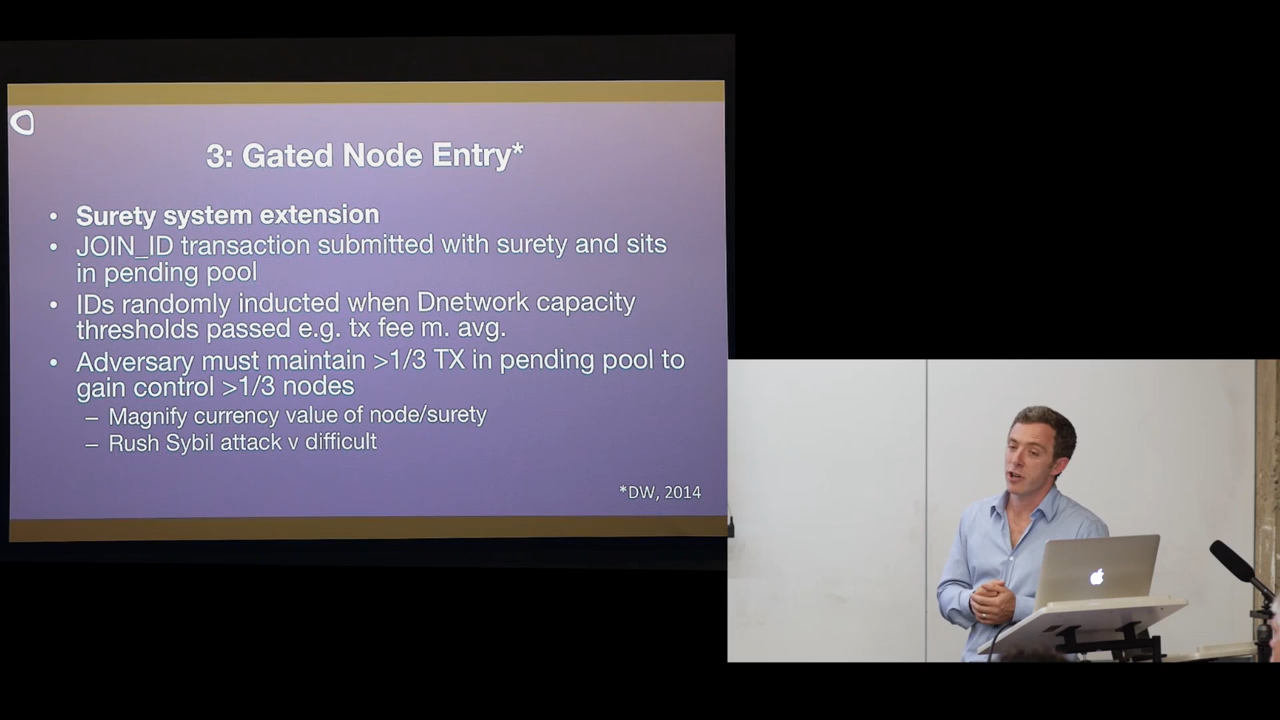 3: Gated Node Entry*
• Surety system extension
• JOIN_ID transaction submitted with surety and sits
in pending pool
• IDs randomly inducted when Dnetwork capacity
thresholds passed e.g. tx fee m. avg.
• Adversary must maintain >1/3 TX in pending pool to
gain control >1/3 nodes
– Magnify currency value of node/surety
– Rush Sybil attack v difficult
*DW, 2014